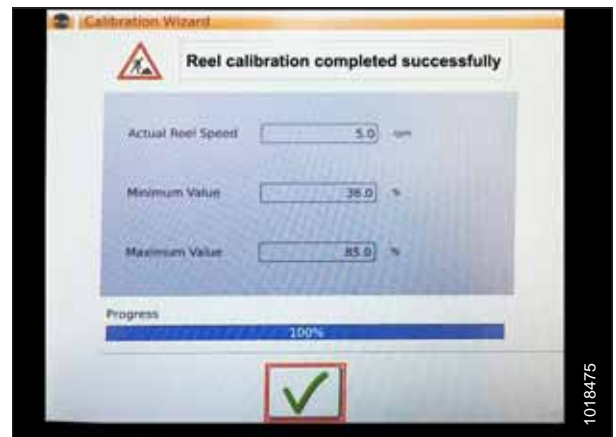 Calibration Wizard
Reel calibration completed successfully
Actual Reel Speed 5.0 rpm
Minimum Value 36.0 %
Maximum Value 85.0 %
Progress
100%
1018475